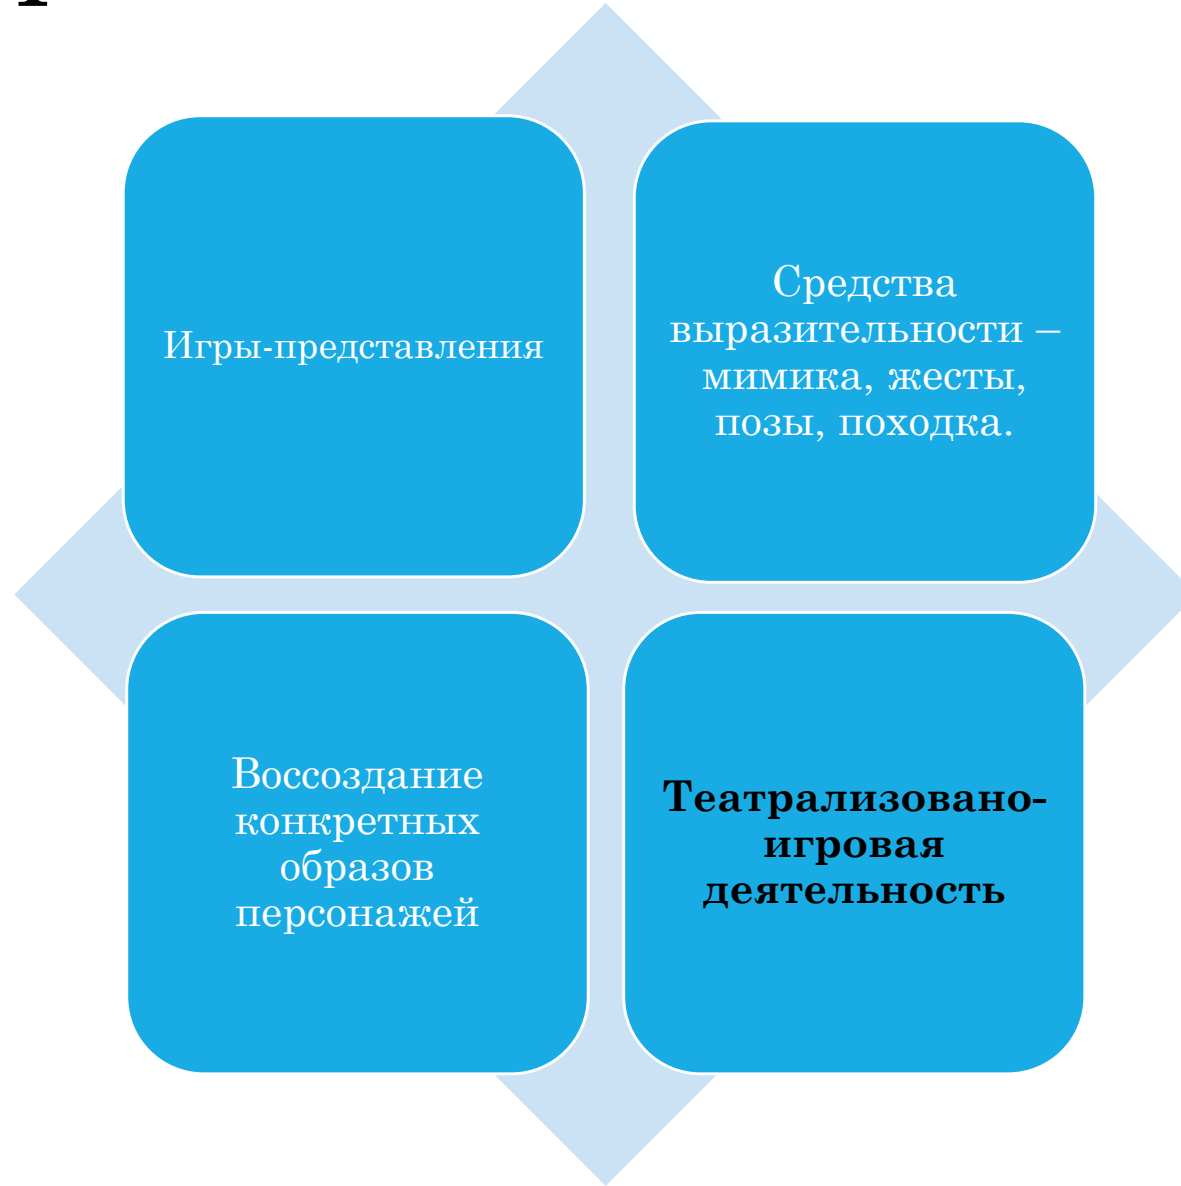 Игры-представления
Средства
выразительности –
мимика, жесты,
позы, походка.
Воссоздание
конкретных
образов
персонажей
Театрализовано-
игровая
деятельность